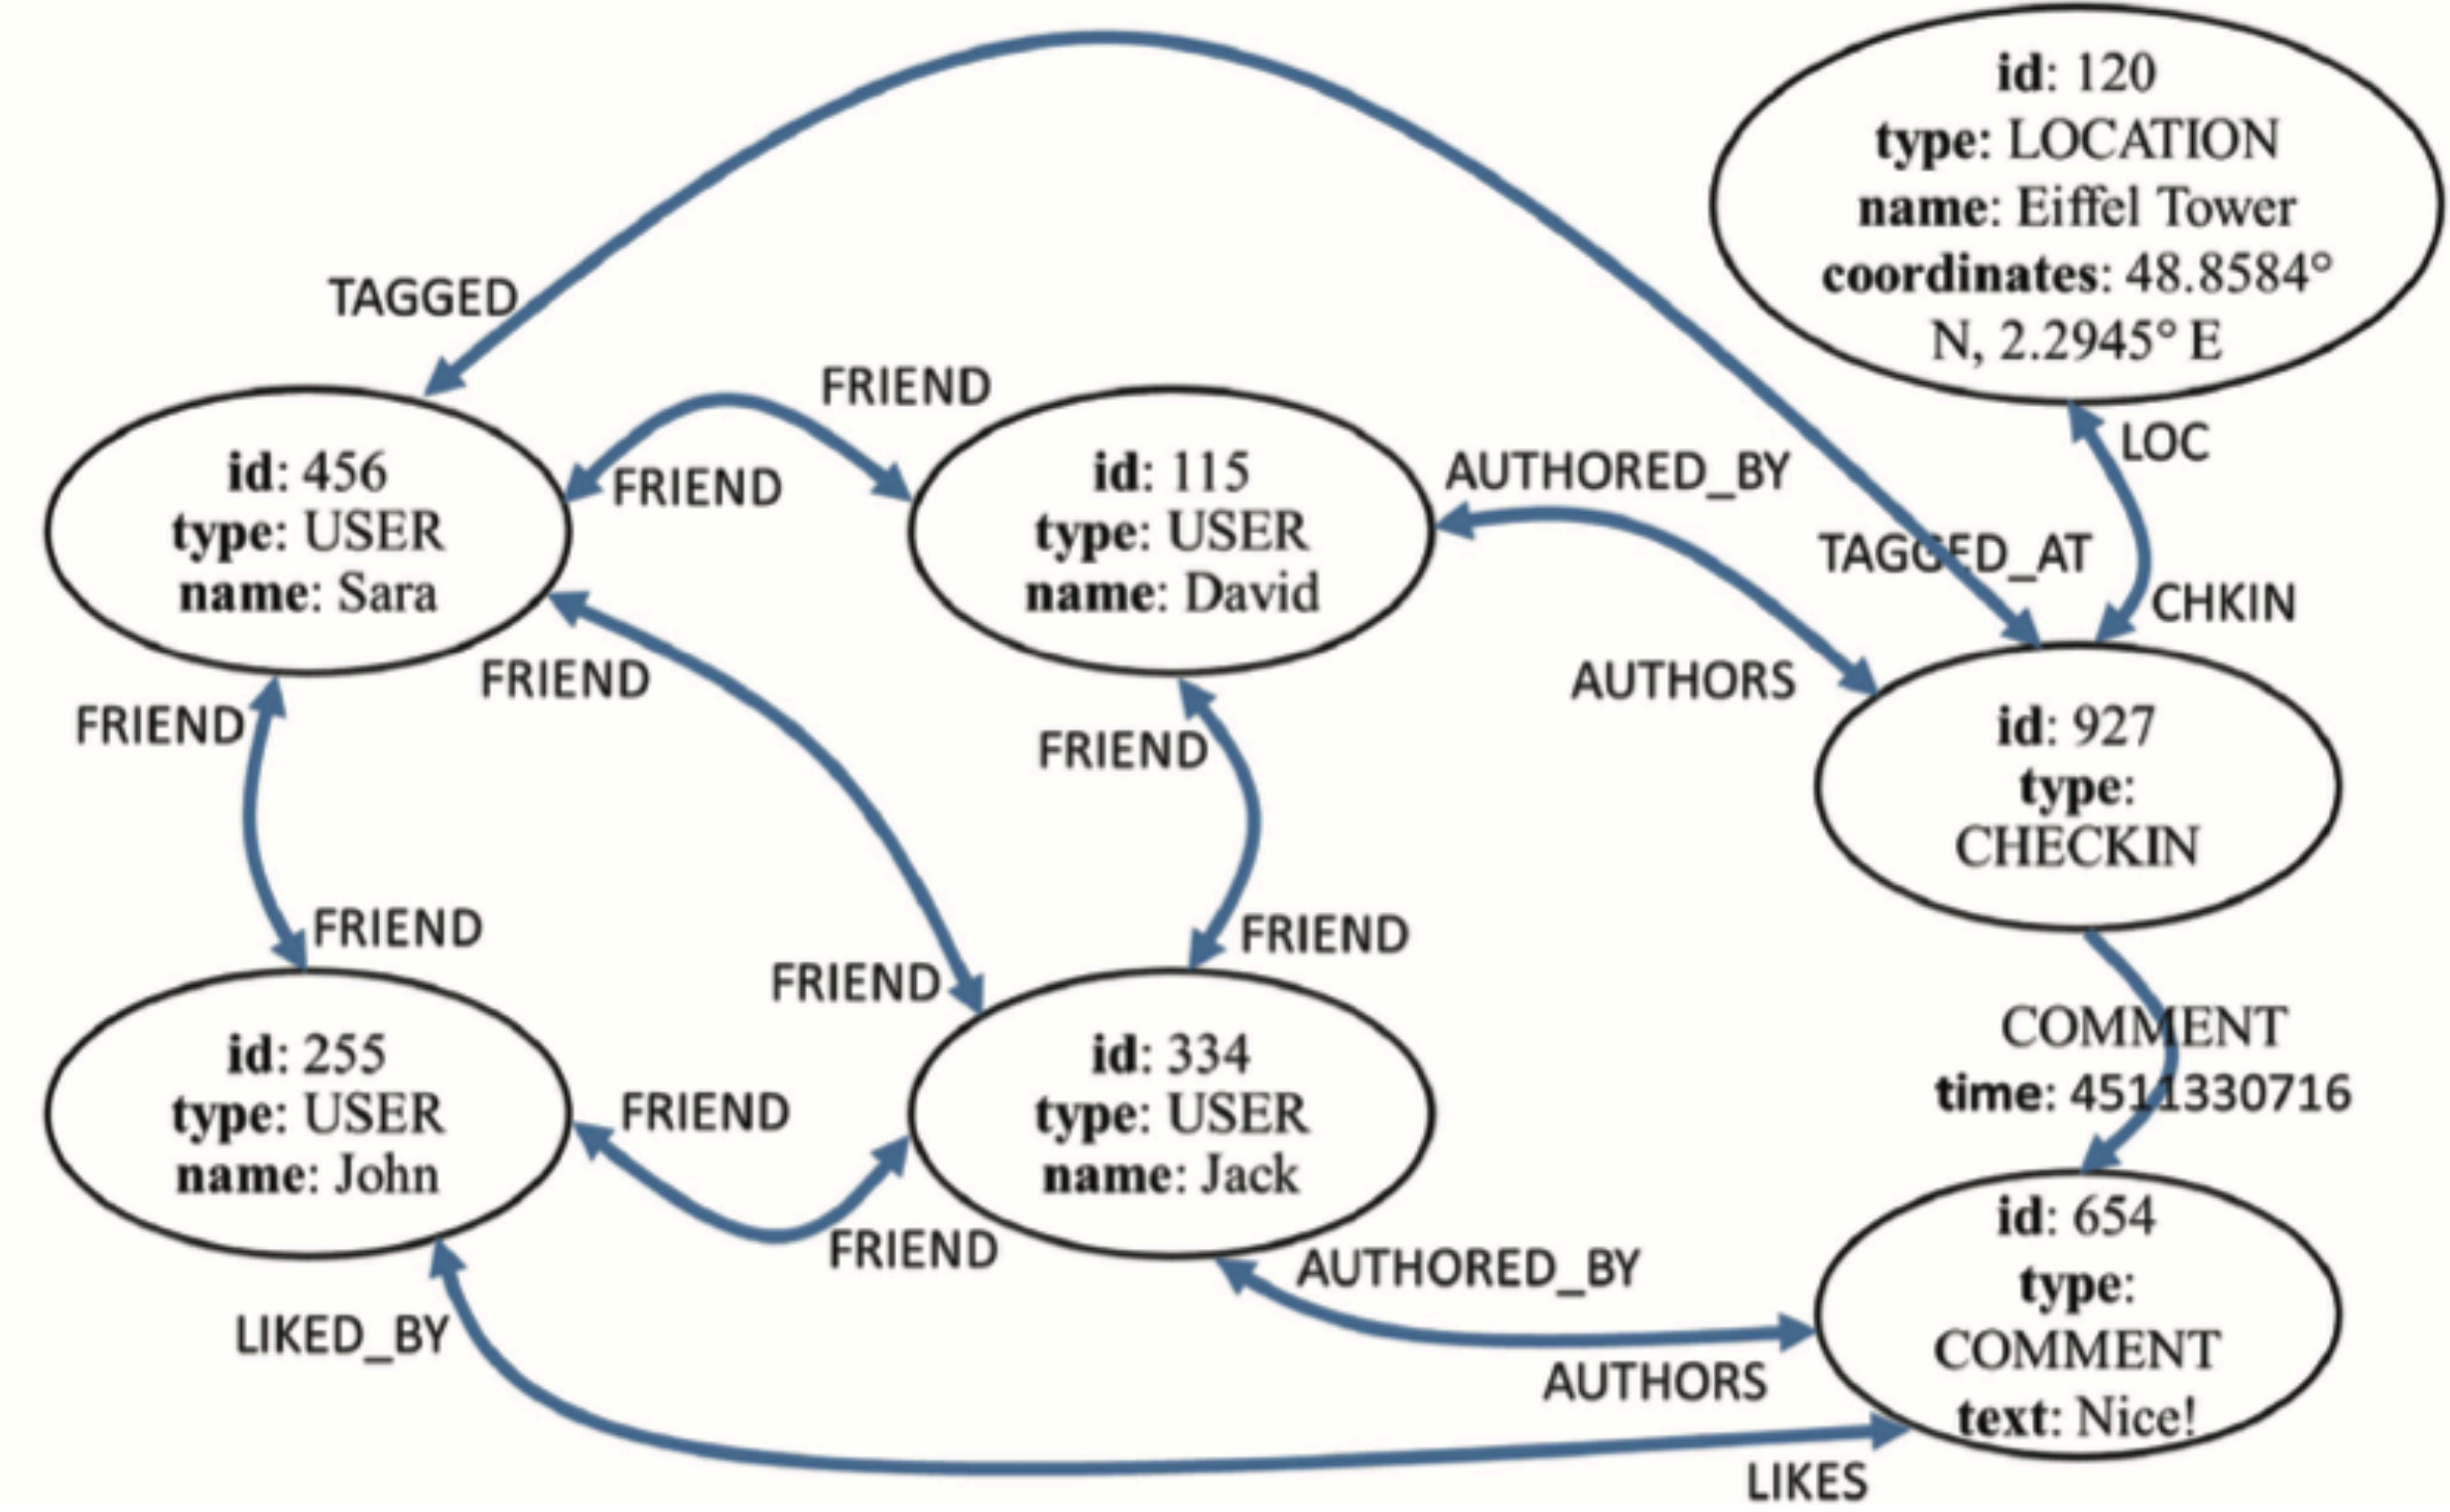 id: 120
type: LOCATION
name: Eiffel Tower
coordinates: 48.8584°
N, 2.2945° E
TAGGED
FRIEND
FRIEND
id: 456
type: USER
name: Sara
id: 115
type: USER
name: David
AUTHORED_BY
LOC
TAGGED_AT
CHKIN
AUTHORS
FRIEND
FRIEND
FRIEND
id: 927
type:
CHECKIN
FRIEND
FRIEND
FRIEND
COMMENT
time: 4511330716
id: 255
type: USER
name: John
FRIEND
FRIEND
id: 334
type: USER
name: Jack
AUTHORED_BY
AUTHORS
id: 654
type:
COMMENT
text: Nice!
LIKED_BY
LIKES